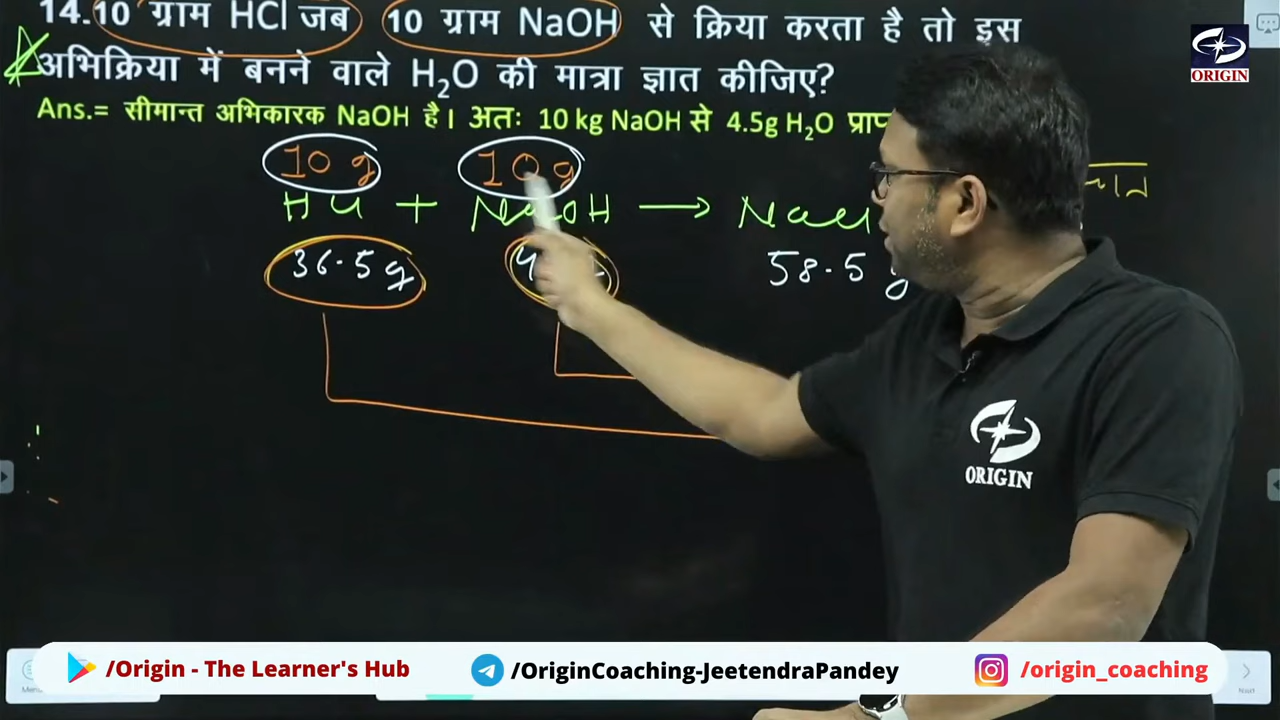 14.10 ग्राम HCl जब 10 ग्राम NaOH से क्रिया करता है तो इस
अभिक्रिया में बनने वाले H₂O की मात्रा ज्ञात कीजिए?
Ans.= सीमान्त अभिकारक NaOH है। अतः 10 kg NaOH से 4.5g H₂O
10 g 10 g
HCl + NaOH → NaCl
36.5 g 58.5 g
ORIGIN
ORIGIN
/Origin - The Learner's Hub
/OriginCoaching-JeetendraPandey
/origin_coaching